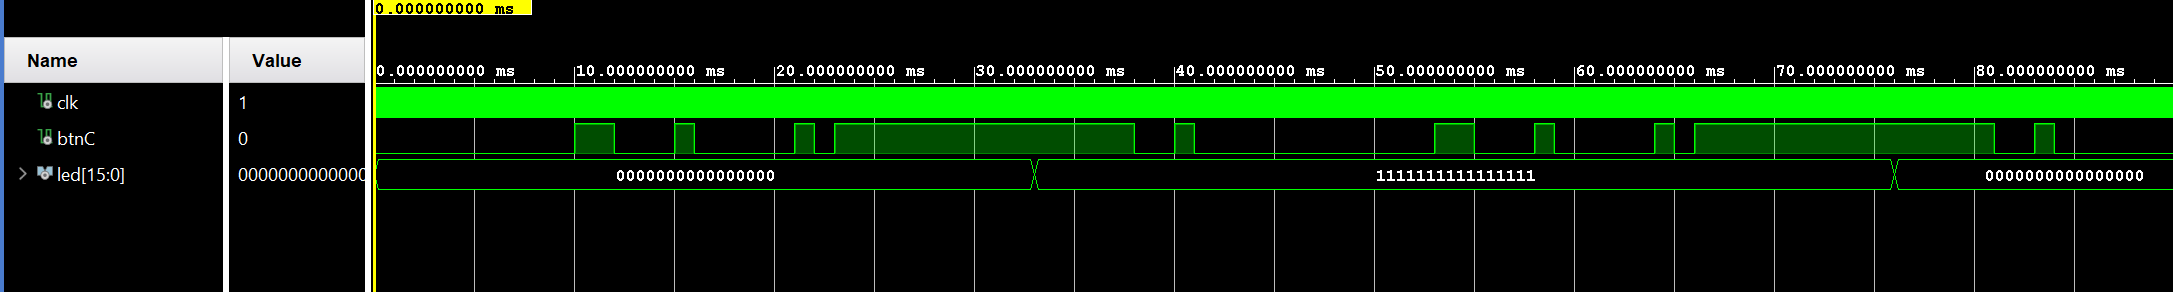 0.000000000 ms
Name Value
0.000000000 ms 10.000000000 ms 20.000000000 ms 30.000000000 ms 40.000000000 ms 50.000000000 ms 60.000000000 ms 70.000000000 ms 80.000000000 ms
clk 1
btnC 0
led[15:0] 0000000000000 0000000000000000 1111111111111111 0000000000000000